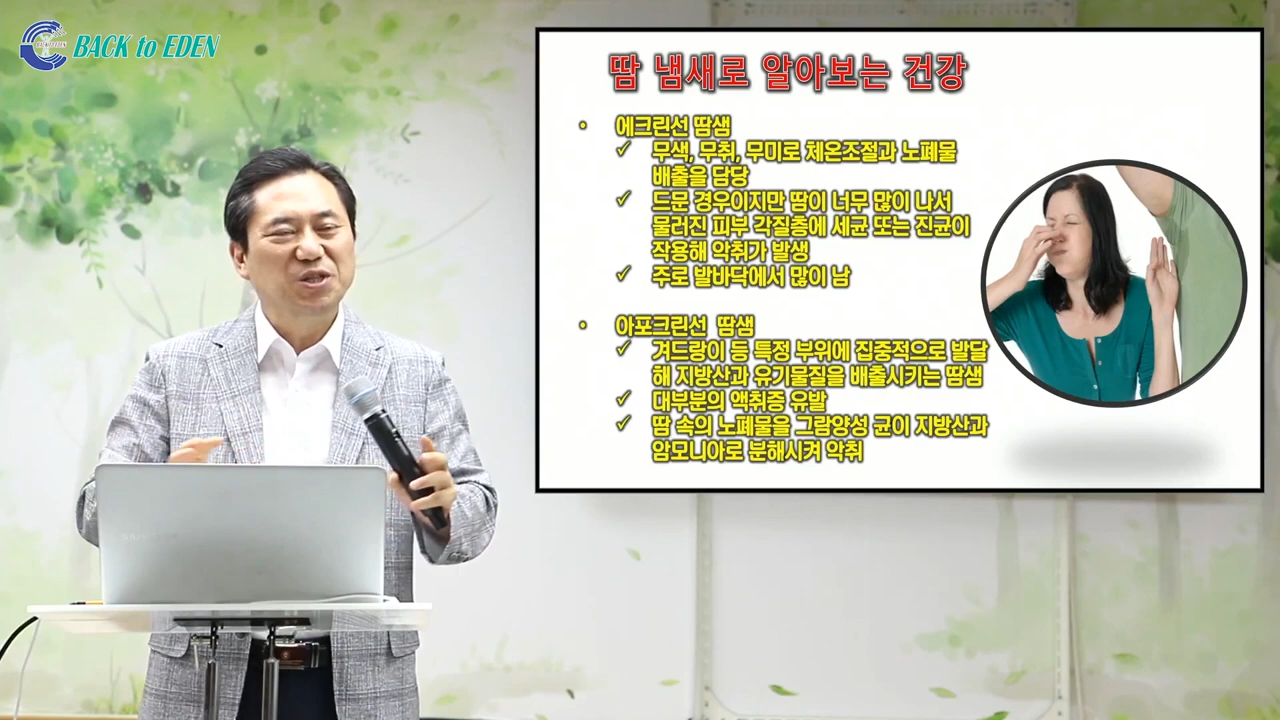 BACK to EDEN
땀 냄새로 알아보는 건강
• 에크린선 땀샘
✓ 무색, 무취, 무미로 체온조절과 노폐물
배출을 담당
✓ 드문 경우이지만 땀이 너무 많이 나서
물러진 피부 각질층에 세균 또는 진균이
작용해 악취가 발생
✓ 주로 발바닥에서 많이 남
• 아포크린선 땀샘
✓ 겨드랑이 등 특정 부위에 집중적으로 발달
해 지방산과 유기물질을 배출시키는 땀샘
✓ 대부분의 액취증 유발
✓ 땀 속의 노폐물을 그람양성 균이 지방산과
암모니아로 분해시켜 악취
SAMSUNG